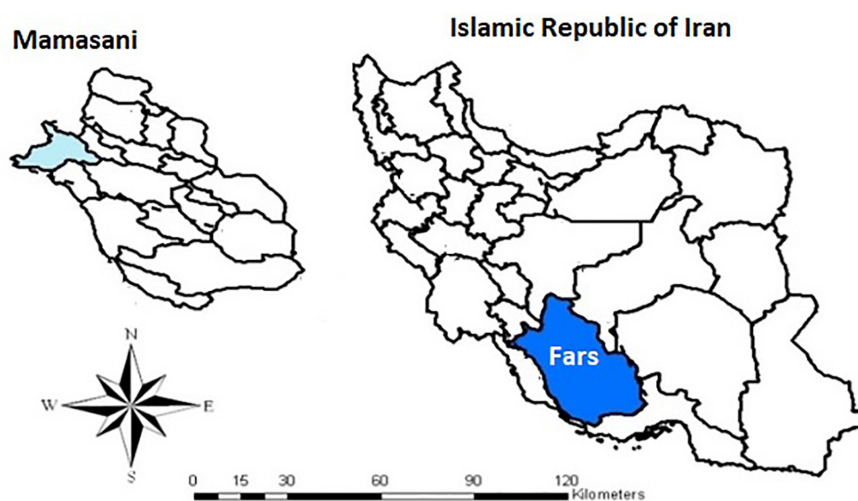 Islamic Republic of Iran
Mamasani
Fars
N
W E
S
0 15 30 60 90 120
Kilometers